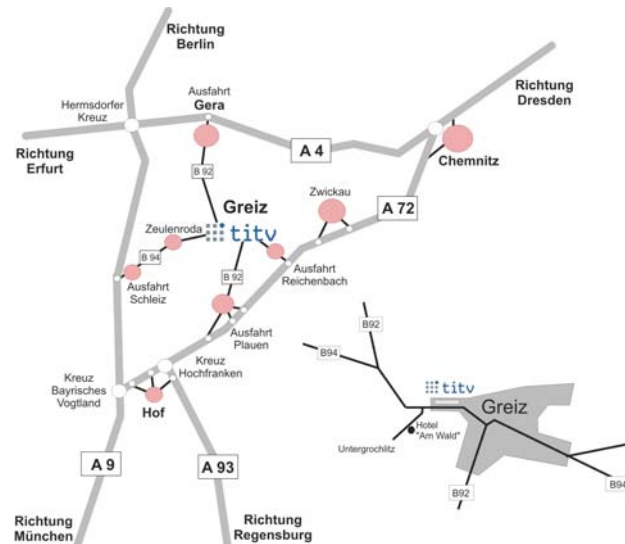 Richtung
Berlin
Ausfahrt
Gera
Hermsdorfer
Kreuz
Richtung
Dresden
Richtung
Erfurt
A 4
Chemnitz
B 92
Zwickau
A 72
Greiz
titv
Zeulenroda
B 94
B 92
Ausfahrt
Schleiz
Ausfahrt
Reichenbach
Ausfahrt
Plauen
Kreuz
Hochfranken
Kreuz
Bayrisches
Vogtland
Hof
A 9
A 93
Richtung
München
Richtung
Regensburg
B92
B94
titv
Greiz
Hotel
"Am Wald"
Untergrochlitz
B92
B94